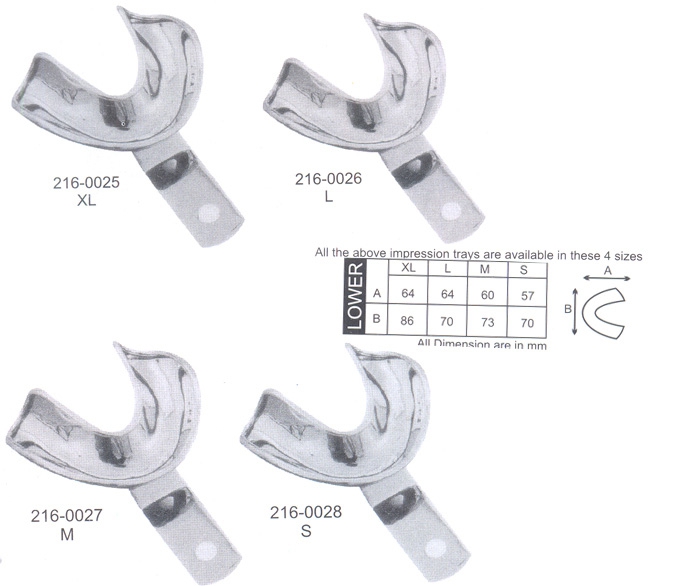 216-0025
XL
216-0026
L
All the above impression trays are available in these 4 sizes
LOWER
XL L M S
A 64 64 60 57
B 86 70 73 70
A
B
All Dimension are in mm
216-0027
M
216-0028
S